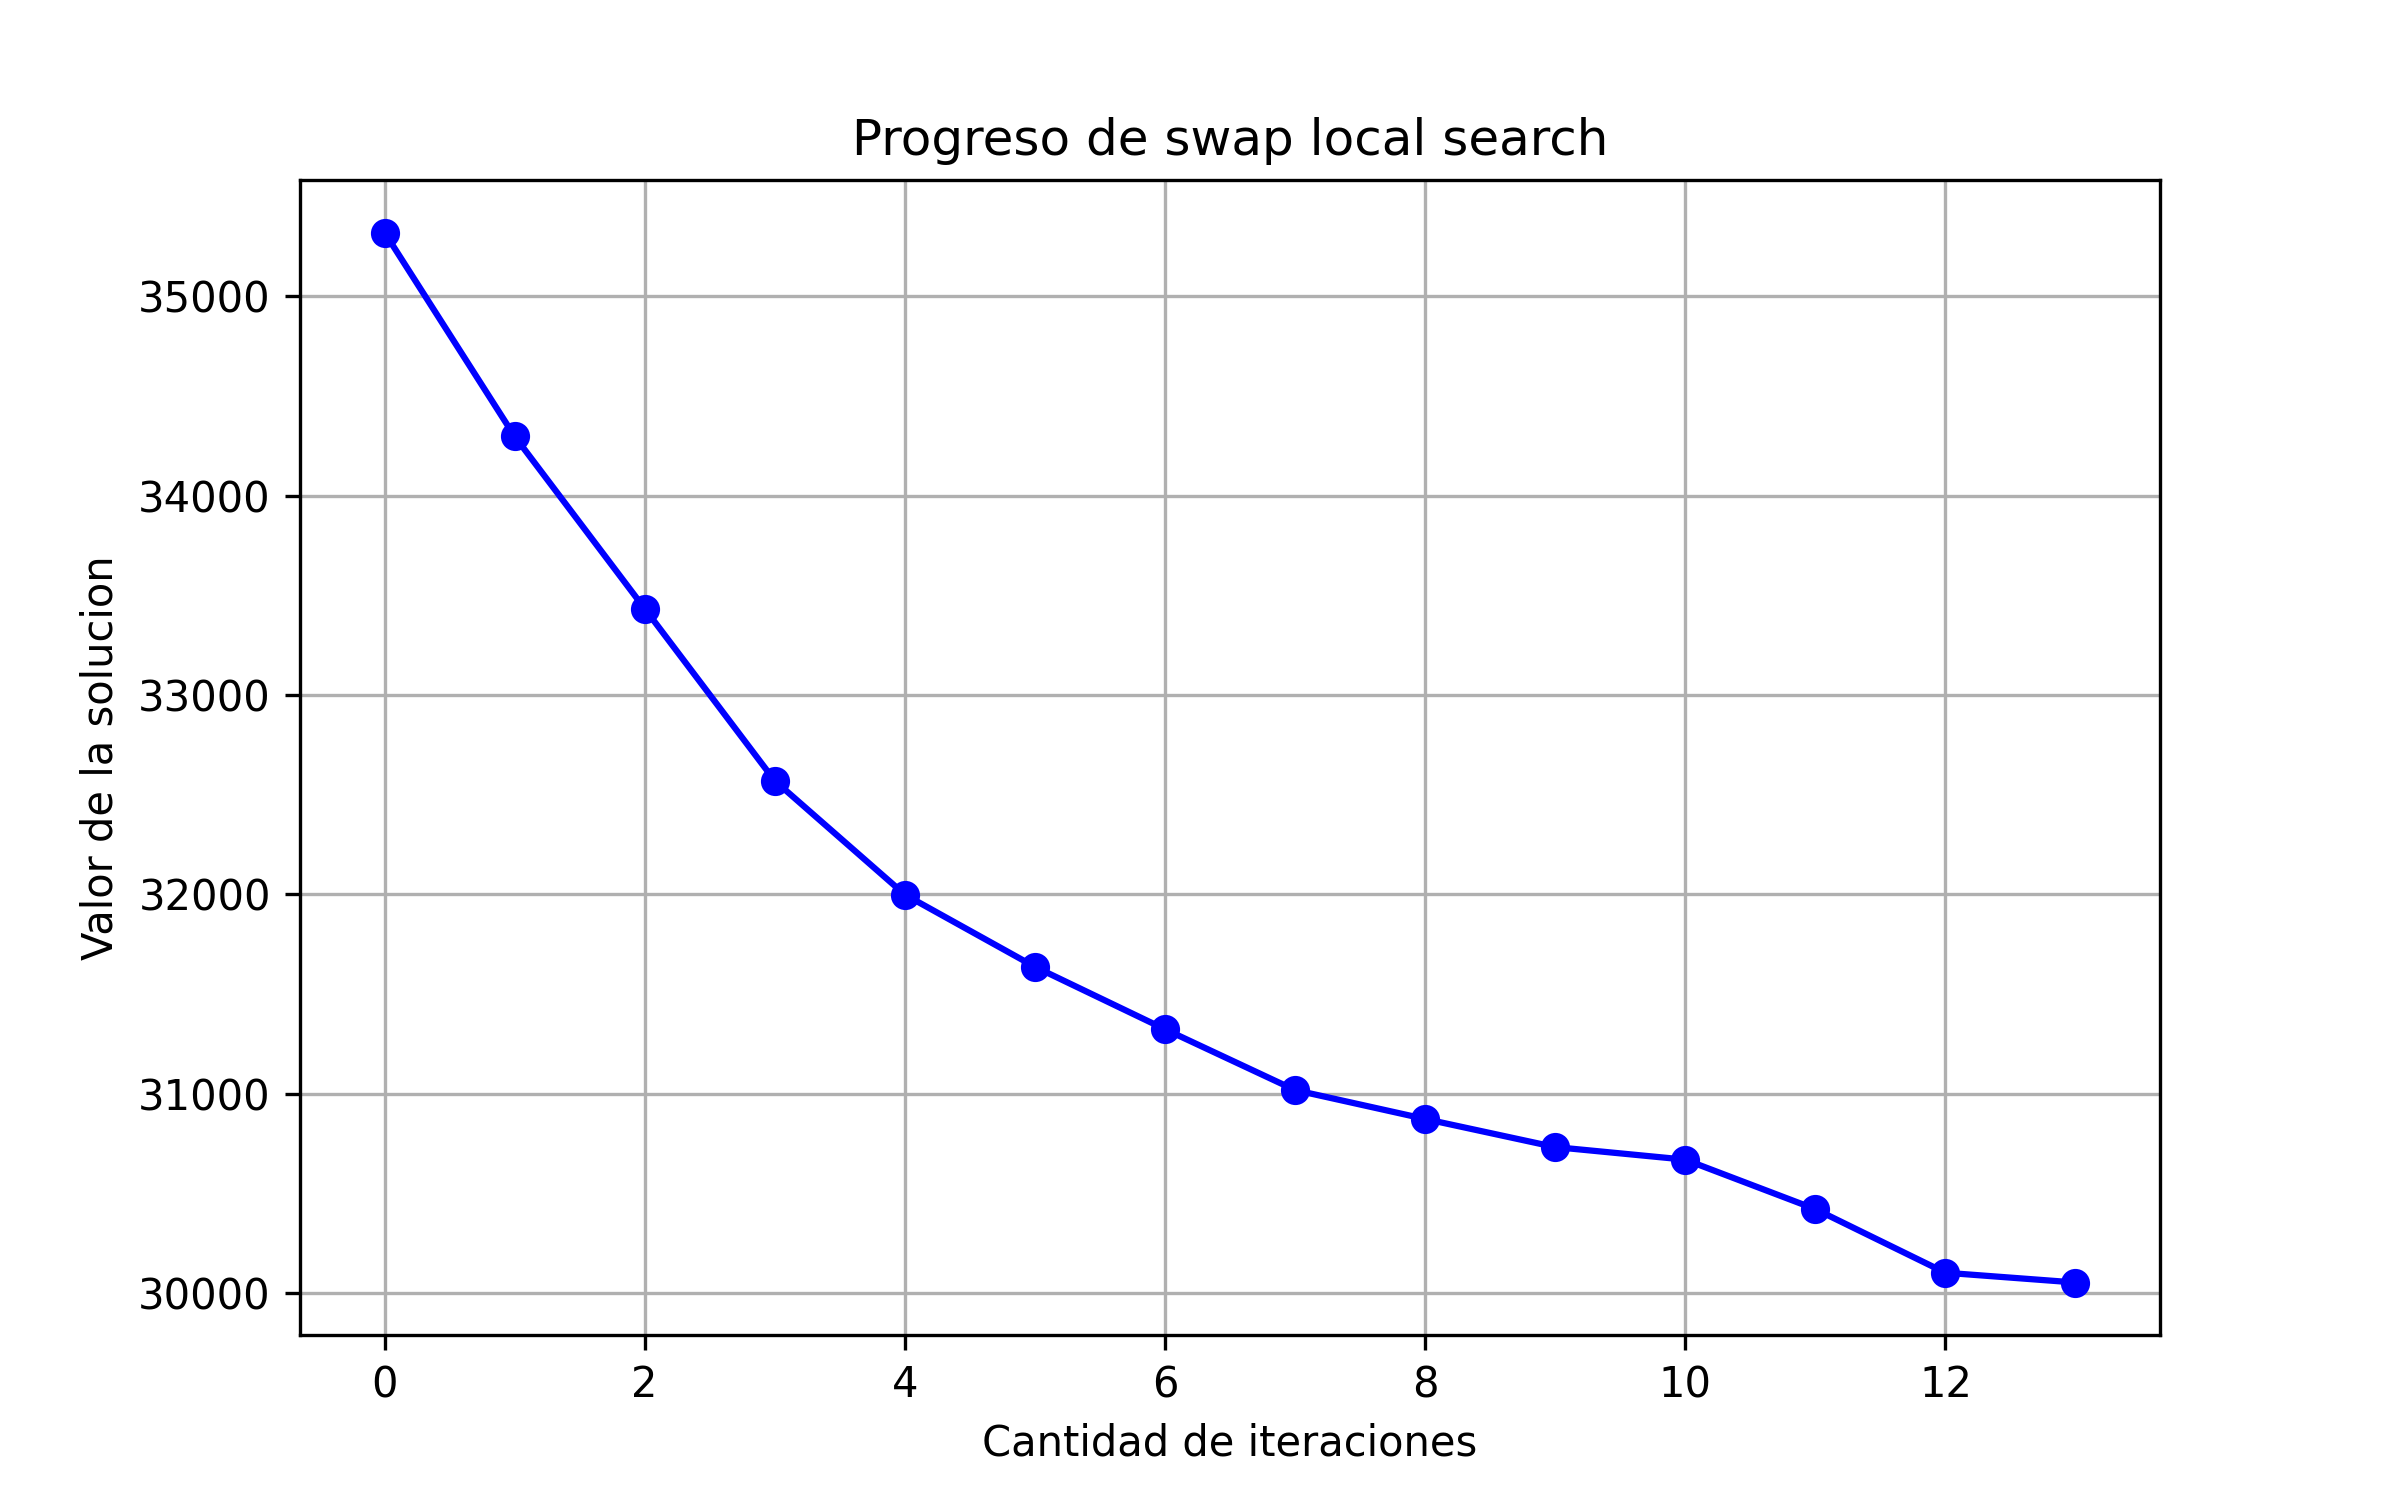 Progreso de swap local search
Valor de la solucion
35000
34000
33000
32000
31000
30000
0 2 4 6 8 10 12
Cantidad de iteraciones